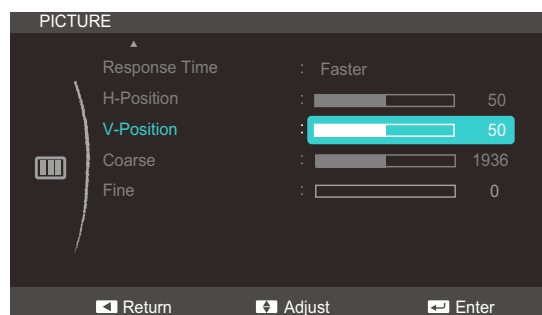 PICTURE
Response Time : Faster
H-Position : 50
V-Position : 50
Coarse : 1936
Fine : 0
Return Adjust Enter